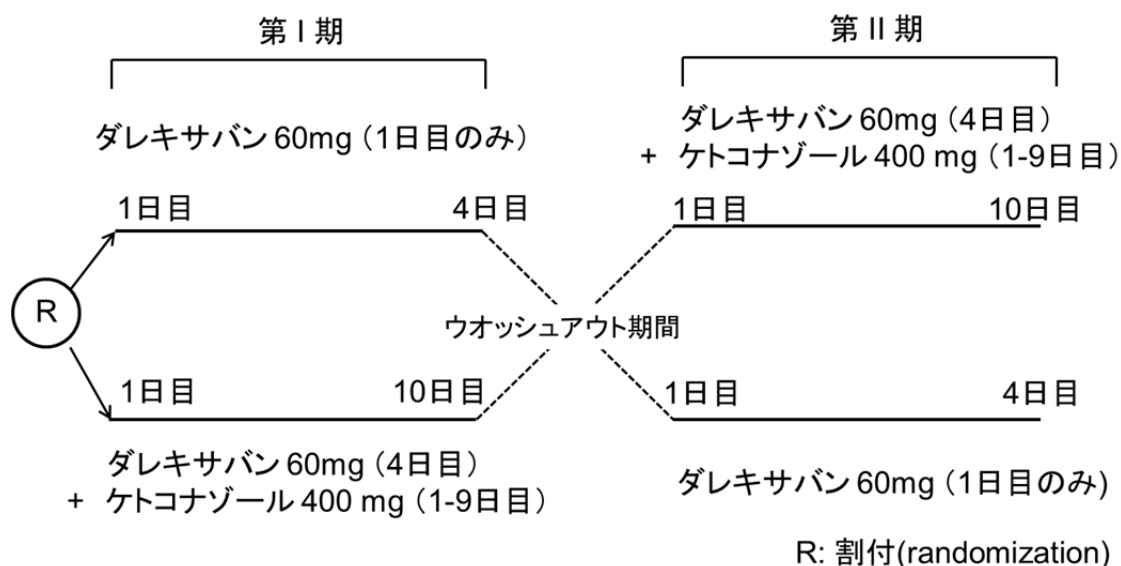 第 I 期
第 II 期
ダレキサバン 60mg (1日目のみ)
ダレキサバン 60mg (4日目)
+ ケトコナゾール 400 mg (1-9日目)
1日目
4日目
1日目
10日目
R
ウオッシュアウト期間
1日目
10日目
1日目
4日目
ダレキサバン 60mg (4日目)
+ ケトコナゾール 400 mg (1-9日目)
ダレキサバン 60mg (1日目のみ)
R: 割付(randomization)